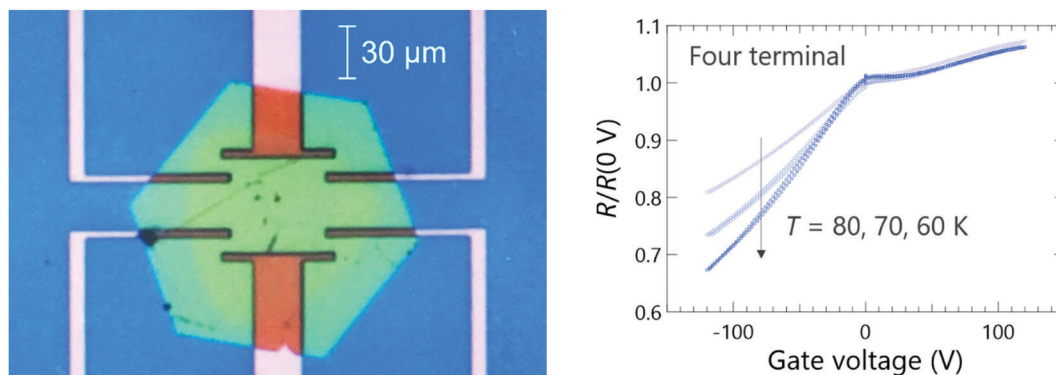 30 μm
1.1
1.0
0.9
0.8
0.7
0.6
R/R(0 V)
Four terminal
T = 80, 70, 60 K
-100
0
100
Gate voltage (V)